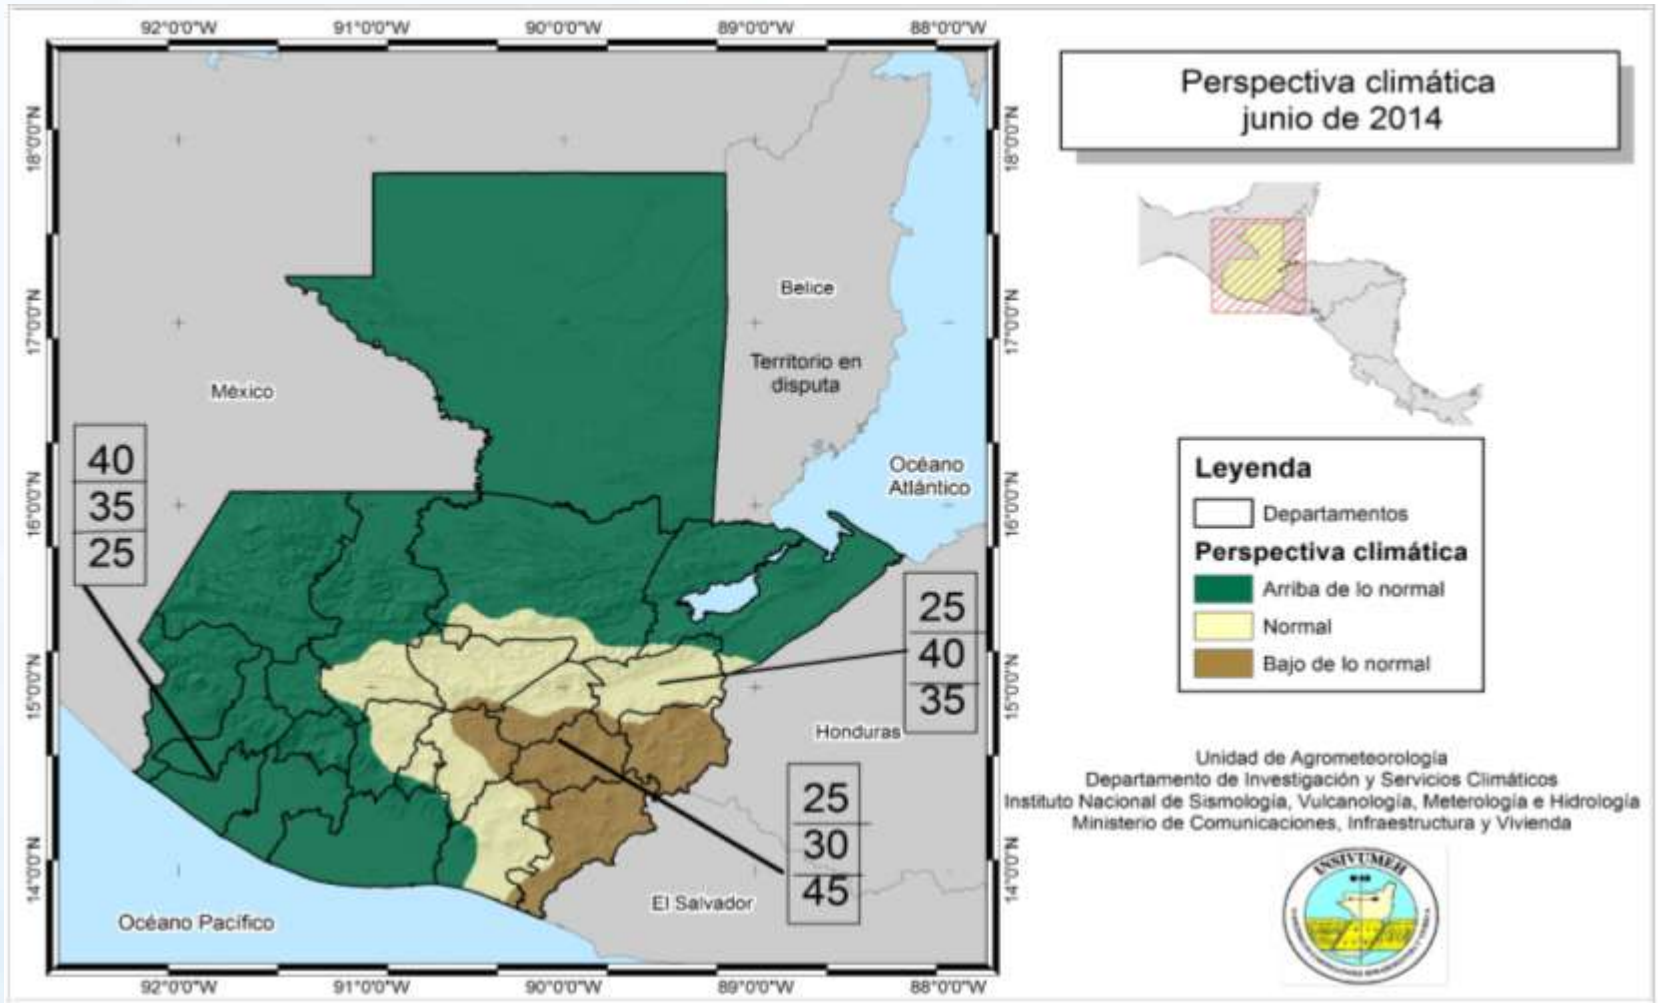 92°0'0"W 91°0'0"W 90°0'0"W 89°0'0"W 88°0'0"W
18°0'0"N
17°0'0"N
16°0'0"N
15°0'0"N
14°0'0"N
México
Belice
Territorio en
disputa
Océano
Atlántico
40
35
25
25
40
35
Honduras
25
30
45
El Salvador
Océano Pacífico
18°0'0"N
17°0'0"N
16°0'0"N
15°0'0"N
14°0'0"N
92°0'0"W 91°0'0"W 90°0'0"W 89°0'0"W 88°0'0"W
Perspectiva climática
junio de 2014
Leyenda
Departamentos
Perspectiva climática
Arriba de lo normal
Normal
Bajo de lo normal
Unidad de Agrometeorología
Departamento de Investigación y Servicios Climáticos
Instituto Nacional de Sismología, Vulcanología, Meterología e Hidrología
Ministerio de Comunicaciones, Infraestructura y Vivienda
INSIVUMEH